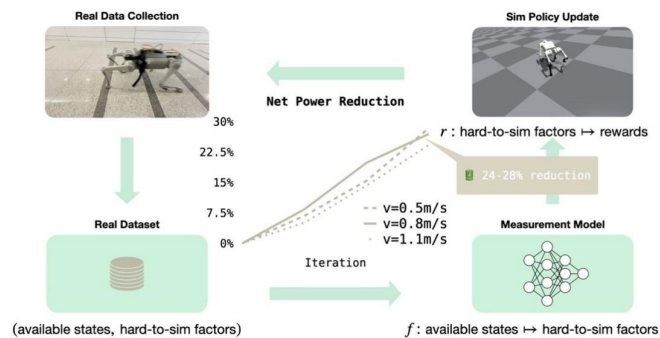 Real Data Collection
Sim Policy Update
Net Power Reduction
r : hard-to-sim factors ↦ rewards
30%
22.5%
15%
7.5%
0%
24-28% reduction
v=0.5m/s
v=0.8m/s
v=1.1m/s
Iteration
Real Dataset
Measurement Model
(available states, hard-to-sim factors)
f : available states ↦ hard-to-sim factors